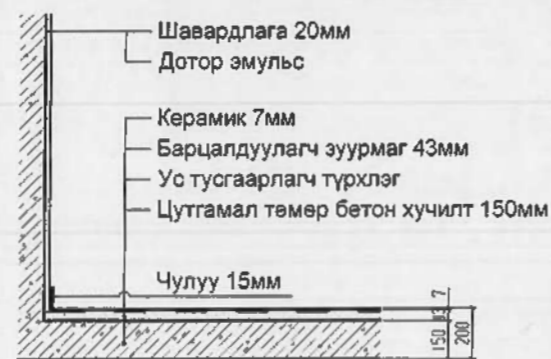 Шавардлага 20мм
Дотор эмульс
Керамик 7мм
Барцалдуулагч зуурмаг 43мм
Ус тусгаарлагч түрхлэг
Цутгамал төмөр бетон хучилт 150мм
Чулуу 15мм
7
43
150
200